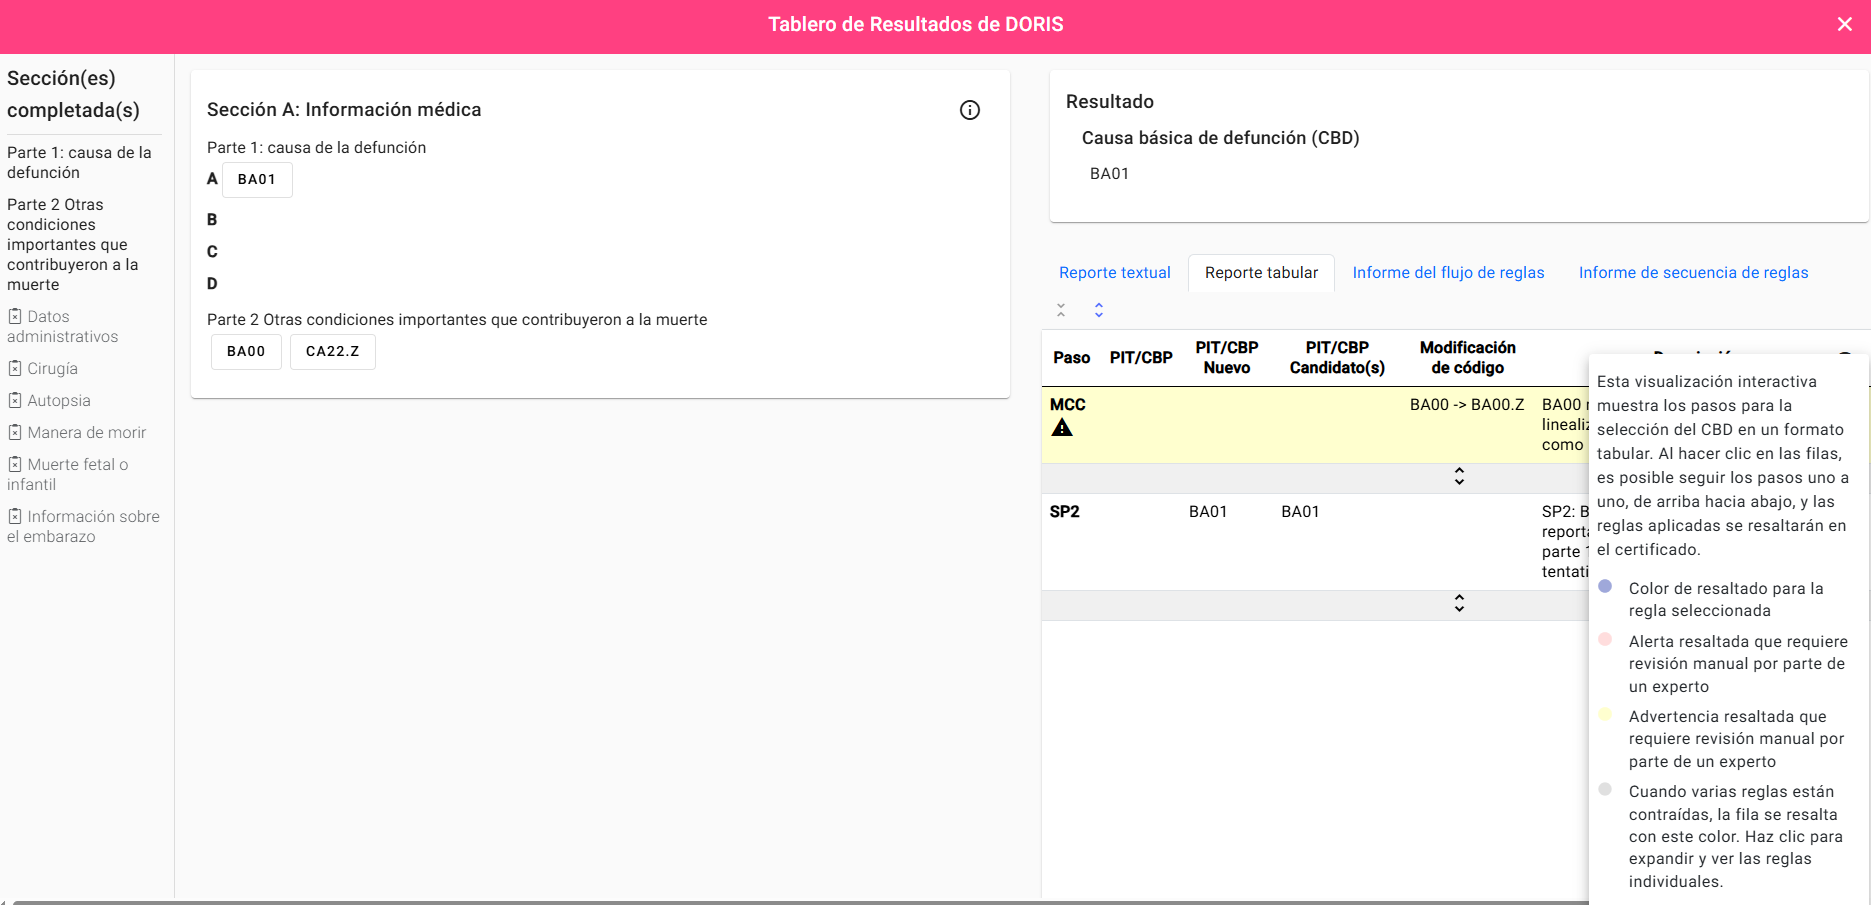 Tablero de Resultados de DORIS
Sección(es)
completada(s)
Parte 1: causa de la
defunción
Parte 2 Otras
condiciones
importantes que
contribuyeron a la
muerte
Datos
administrativos
Cirugía
Autopsia
Manera de morir
Muerte fetal o
infantil
Información sobre
el embarazo
Sección A: Información médica
Parte 1: causa de la defunción
A BA01
B
C
D
Parte 2 Otras condiciones importantes que contribuyeron a la muerte
BA00 CA22.Z
Resultado
Causa básica de defunción (CBD)
BA01
Reporte textual Reporte tabular Informe del flujo de reglas Informe de secuencia de reglas
Paso PIT/CBP PIT/CBP
Nuevo PIT/CBP
Candidato(s) Modificación
de código
MCC BA00 -> BA00.Z BA00
como
SP2 BA01 BA01 SP2:
parte
Esta visualización interactiva
muestra los pasos para la
selección del CBD en un formato
tabular. Al hacer clic en las filas,
es posible seguir los pasos uno a
uno, de arriba hacia abajo, y las
reglas aplicadas se resaltarán en
el certificado.
Color de resaltado para la
regla seleccionada
Alerta resaltada que requiere
revisión manual por parte de
un experto
Advertencia resaltada que
requiere revisión manual por
parte de un experto
Cuando varias reglas están
contraídas, la fila se resalta
con este color. Haz clic para
expandir y ver las reglas
individuales.